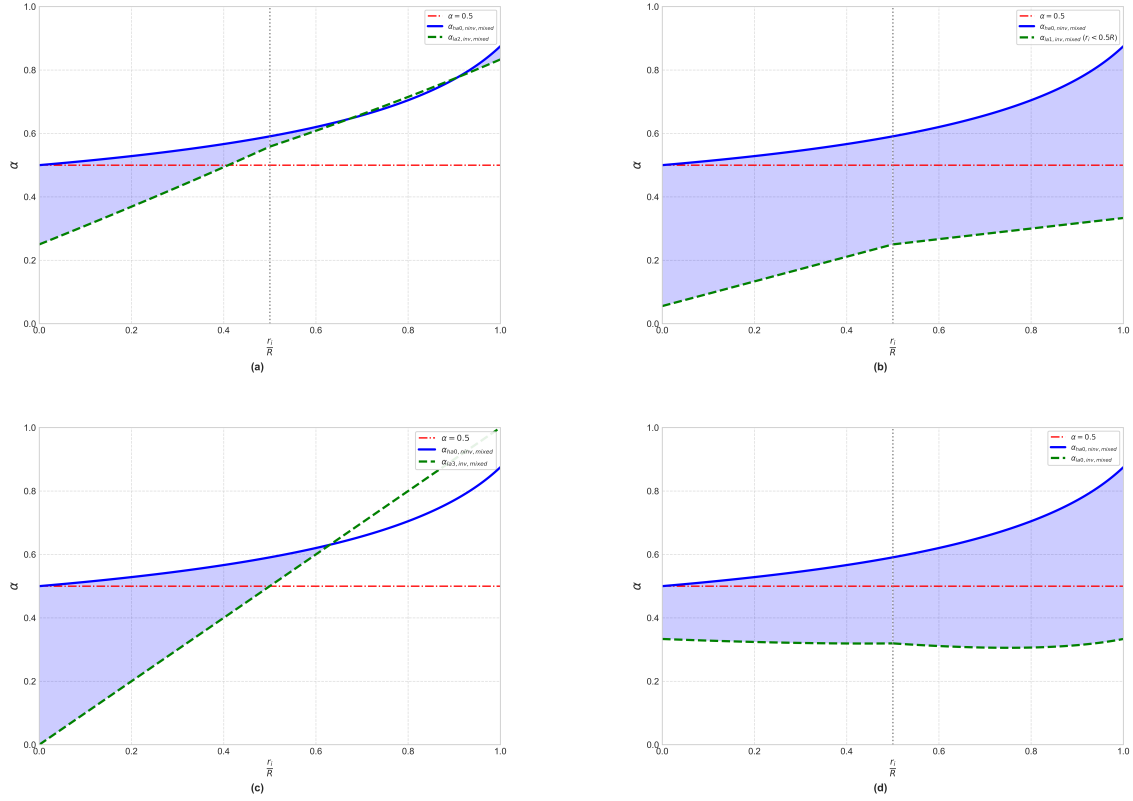 1.0
0.8
0.6
0.4
0.2
0.0
α
α = 0.5
α_{ha0, ninv, mixed}
α_{la2, inv, mixed}
0.0 0.2 0.4 0.6 0.8 1.0
r_i/R
(a)
1.0
0.8
0.6
0.4
0.2
0.0
α
α = 0.5
α_{ha0, ninv, mixed}
α_{la1, inv, mixed} (r_i < 0.5R)
0.0 0.2 0.4 0.6 0.8 1.0
r_i/R
(b)
1.0
0.8
0.6
0.4
0.2
0.0
α
α = 0.5
α_{ha0, ninv, mixed}
α_{la3, inv, mixed}
0.0 0.2 0.4 0.6 0.8 1.0
r_i/R
(c)
1.0
0.8
0.6
0.4
0.2
0.0
α
α = 0.5
α_{ha0, ninv, mixed}
α_{la0, inv, mixed}
0.0 0.2 0.4 0.6 0.8 1.0
r_i/R
(d)